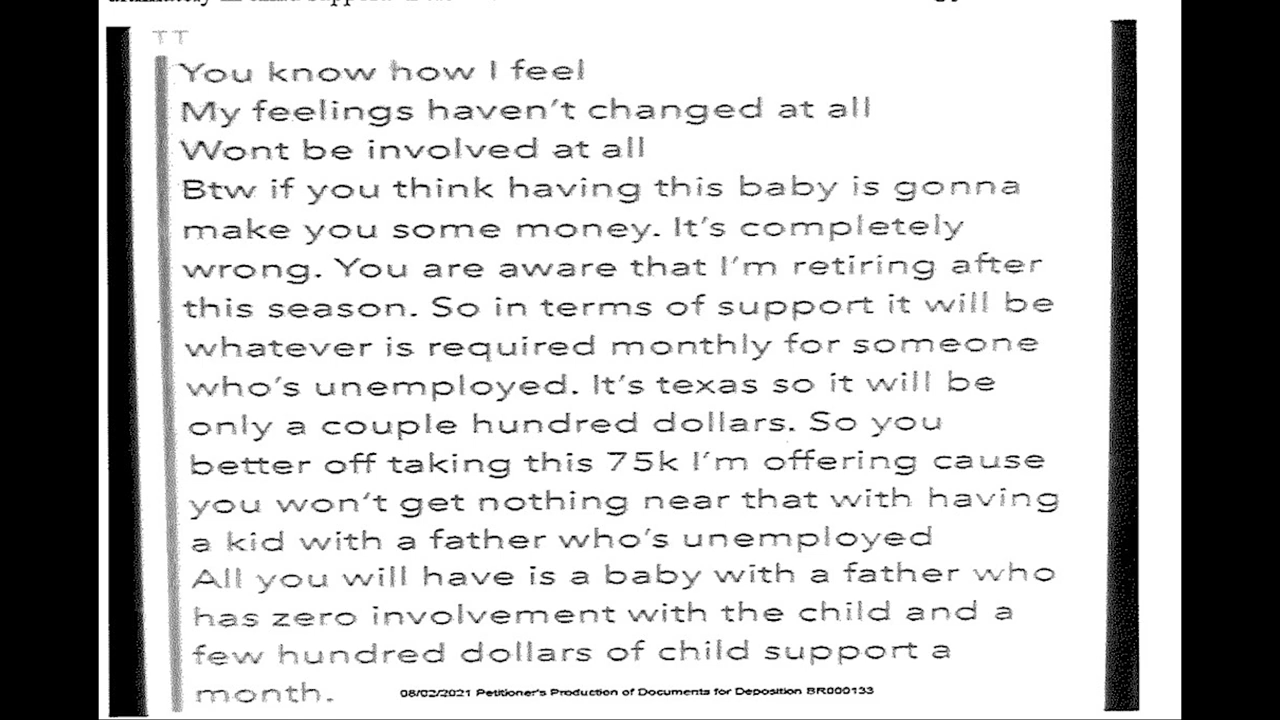 TT
You know how I feel
My feelings haven't changed at all
Wont be involved at all
Btw if you think having this baby is gonna
make you some money. It's completely
wrong. You are aware that I'm retiring after
this season. So in terms of support it will be
whatever is required monthly for someone
who's unemployed. It's texas so it will be
only a couple hundred dollars. So you
better off taking this 75k I'm offering cause
you won't get nothing near that with having
a kid with a father who's unemployed
All you will have is a baby with a father who
has zero involvement with the child and a
few hundred dollars of child support a
month.
08/02/2021 Petitioner's Production of Documents for Deposition BR000133